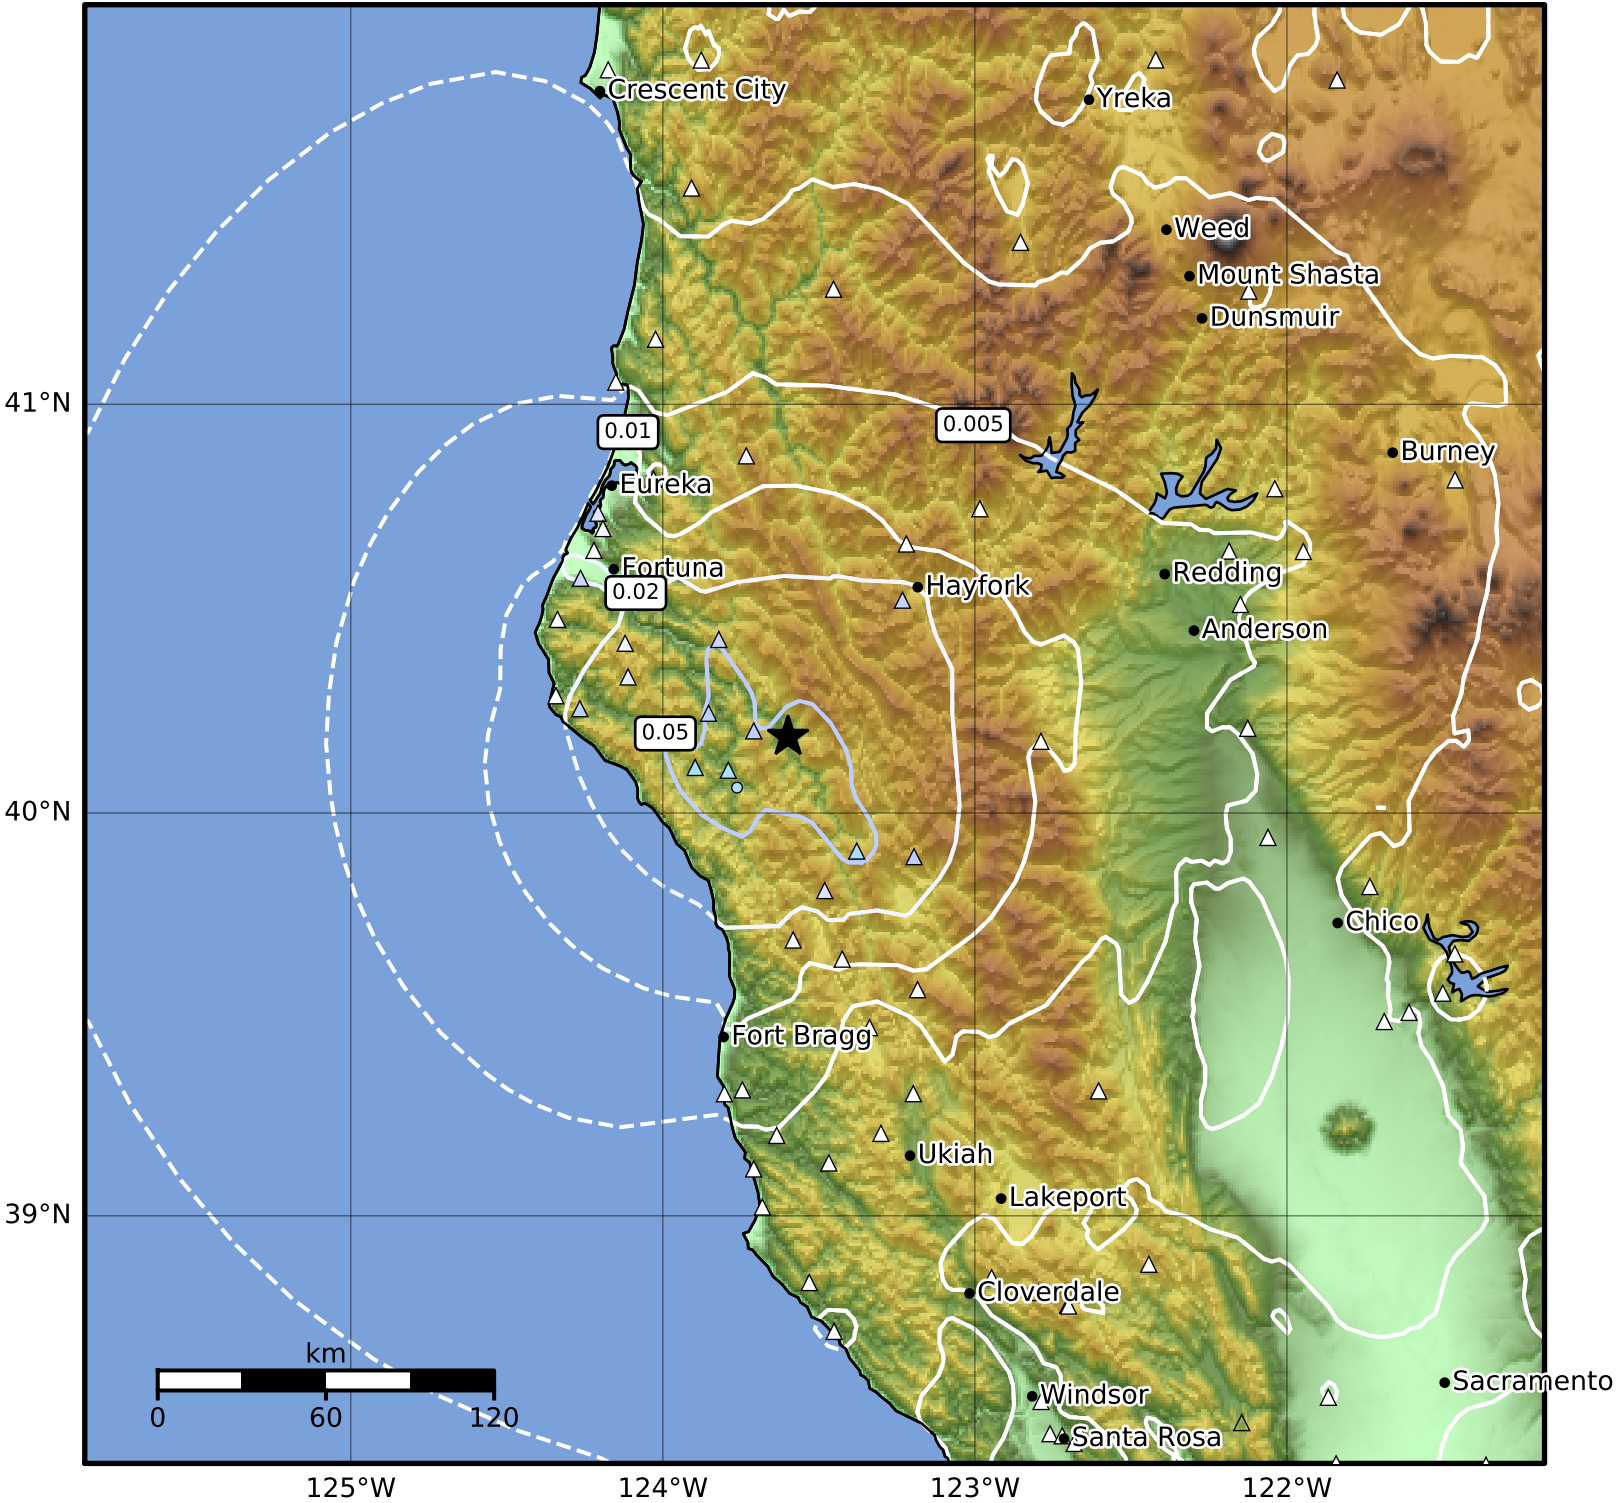 Crescent City
Yreka
Weed
Mount Shasta
Dunsmuir
41°N
0.01
0.005
Burney
Eureka
Fortuna
Redding
0.02
Hayfork
Anderson
0.05
40°N
Chico
Fort Bragg
Ukiah
Lakeport
39°N
Cloverdale
km
0 60 120
Windsor
Sacramento
Santa Rosa
125°W 124°W 123°W 122°W